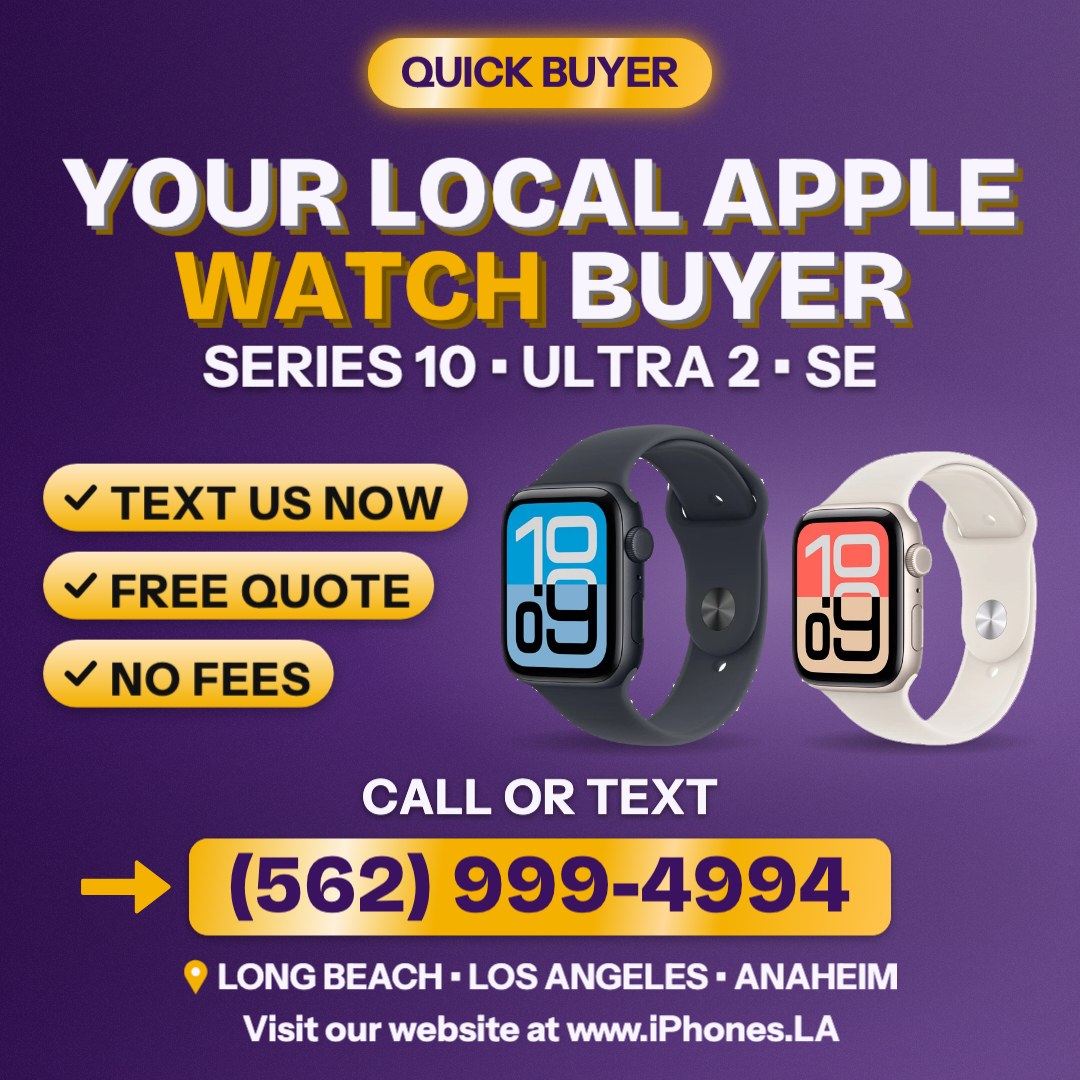 QUICK BUYER
YOUR LOCAL APPLE
WATCH BUYER
SERIES 10 ▪ ULTRA 2 ▪ SE
✓ TEXT US NOW
✓ FREE QUOTE
✓ NO FEES
10
09
10
09
CALL OR TEXT
(562) 999-4994
LONG BEACH ▪ LOS ANGELES ▪ ANAHEIM
Visit our website at www.iPhones.LA